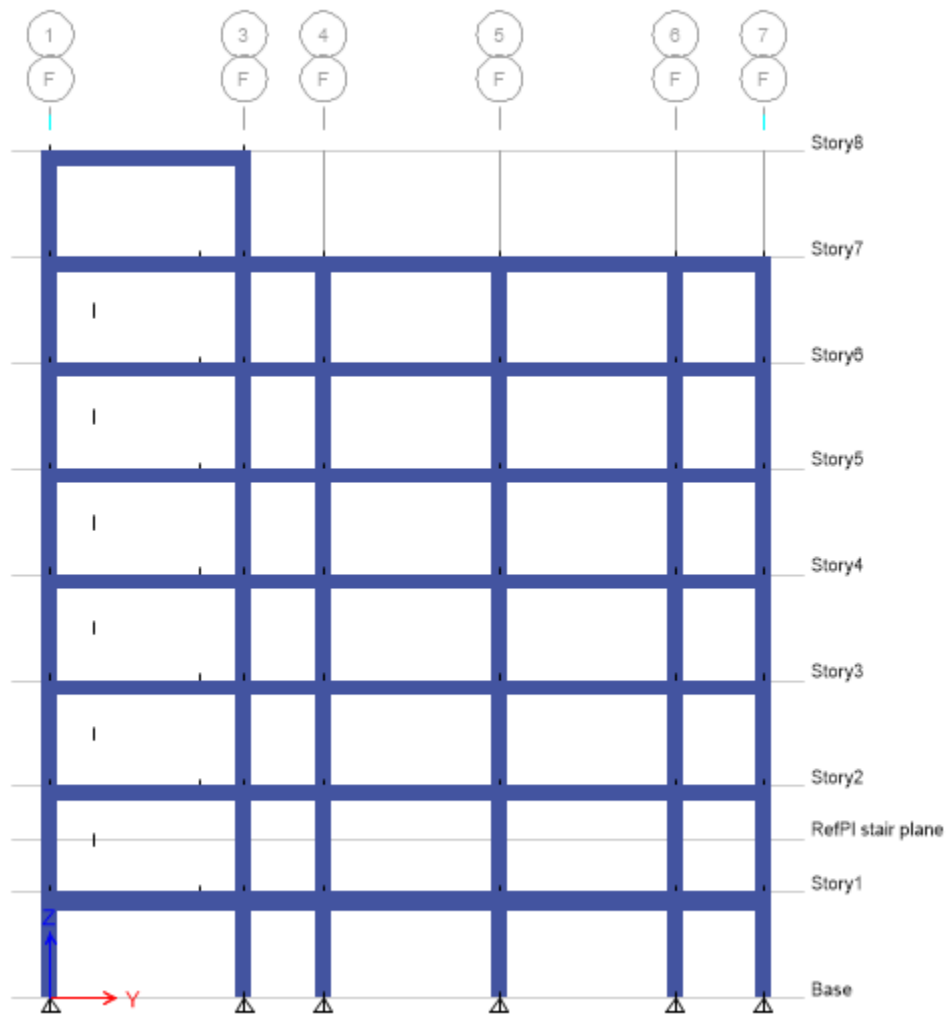 1 3 4 5 6 7
F F F F F F
Story8
Story7
Story6
Story5
Story4
Story3
Story2
RefPl stair plane
Story1
Z
Y
Base